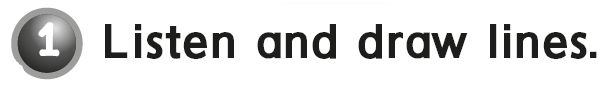 1 Listen and draw lines.